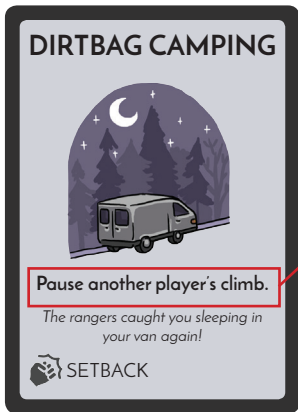 DIRTBAG CAMPING
Pause another player's climb.
The rangers caught you sleeping in
your van again!
SETBACK